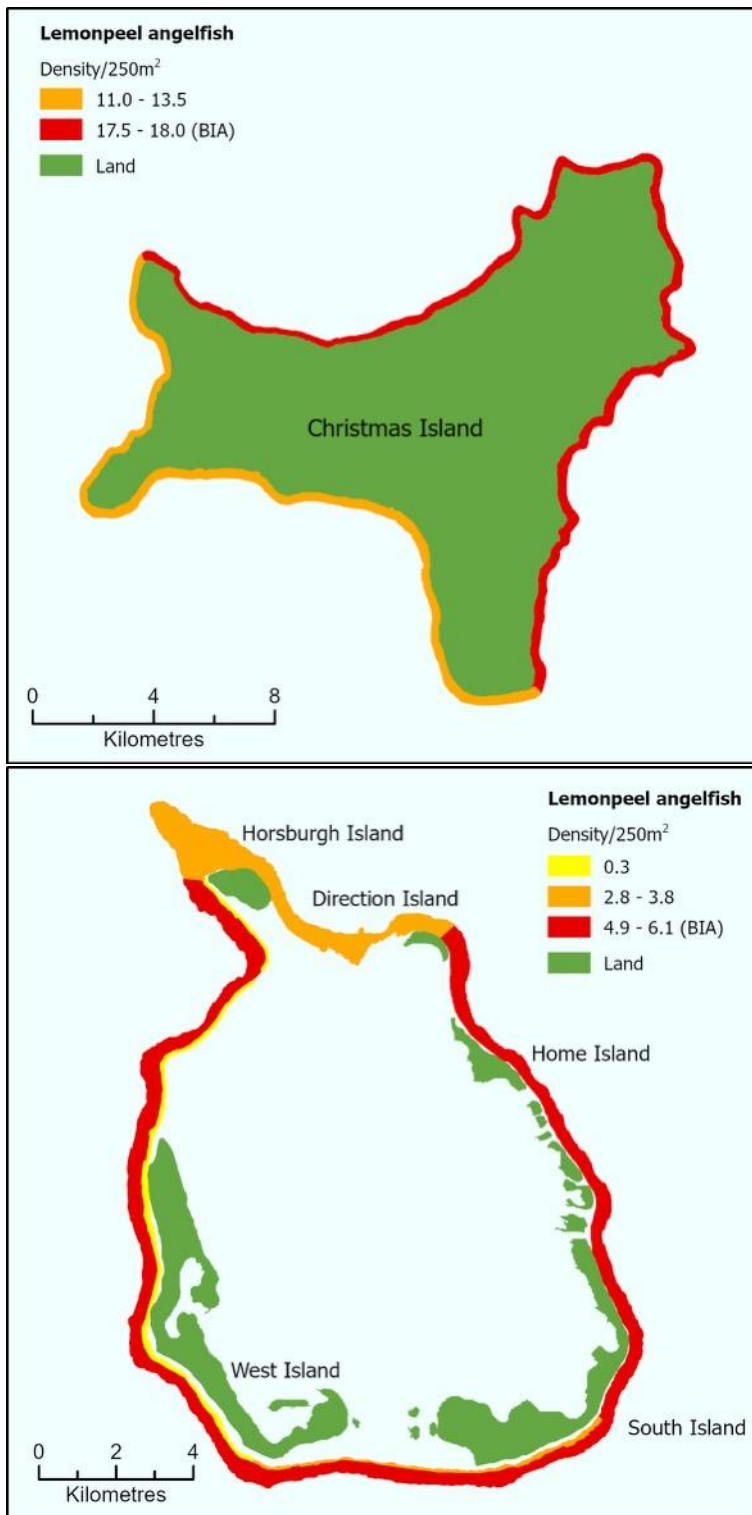 Lemonpeel angelfish
Density/250m²
11.0 - 13.5
17.5 - 18.0 (BIA)
Land
Christmas Island
0 4 8
Kilometres
Lemonpeel angelfish
Density/250m²
0.3
2.8 - 3.8
4.9 - 6.1 (BIA)
Land
Horsburgh Island
Direction Island
Home Island
West Island
South Island
0 2 4
Kilometres